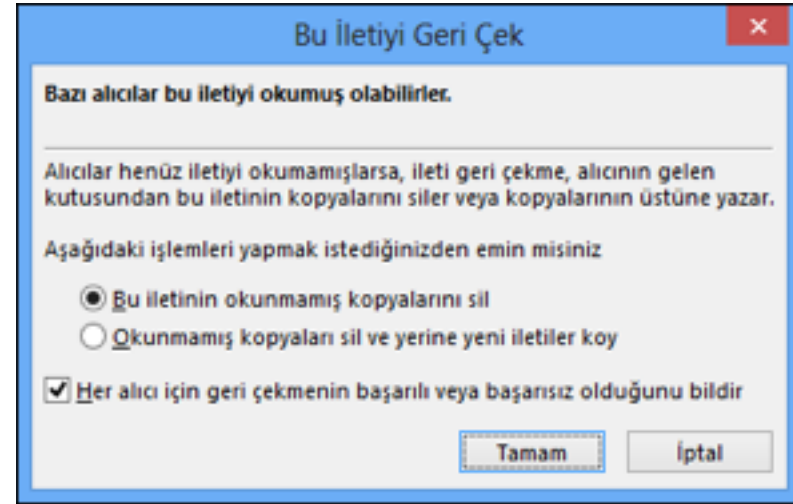 Bu İletiyi Geri Çek
Bazı alıcılar bu iletiyi okumuş olabilirler.
Alıcılar henüz iletiyi okumamışlarsa, ileti geri çekme, alıcının gelen
kutusundan bu iletinin kopyalarını siler veya kopyalarının üstüne yazar.
Aşağıdaki işlemleri yapmak istediğinizden emin misiniz
Bu iletinin okunmamış kopyalarını sil
Okunmamış kopyaları sil ve yerine yeni iletiler koy
Her alıcı için geri çekmenin başarılı veya başarısız olduğunu bildir
Tamam İptal